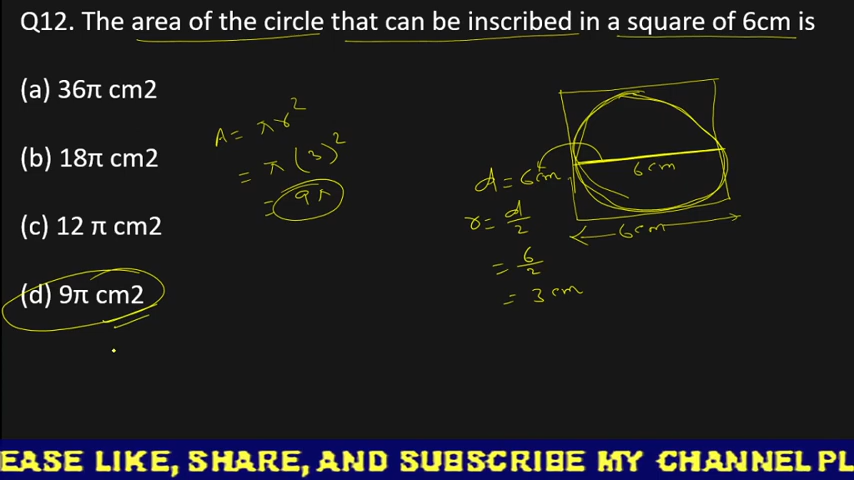 Q12. The area of the circle that can be inscribed in a square of 6cm is
(a) 36π cm2
(b) 18π cm2
(c) 12 π cm2
(d) 9π cm2
A = πr²
= π (3)²
= 9π
6cm
6cm
d = 6cm
r = d/2
= 6/2
= 3 cm
EASE LIKE, SHARE, AND SUBSCRIBE MY CHANNEL PL